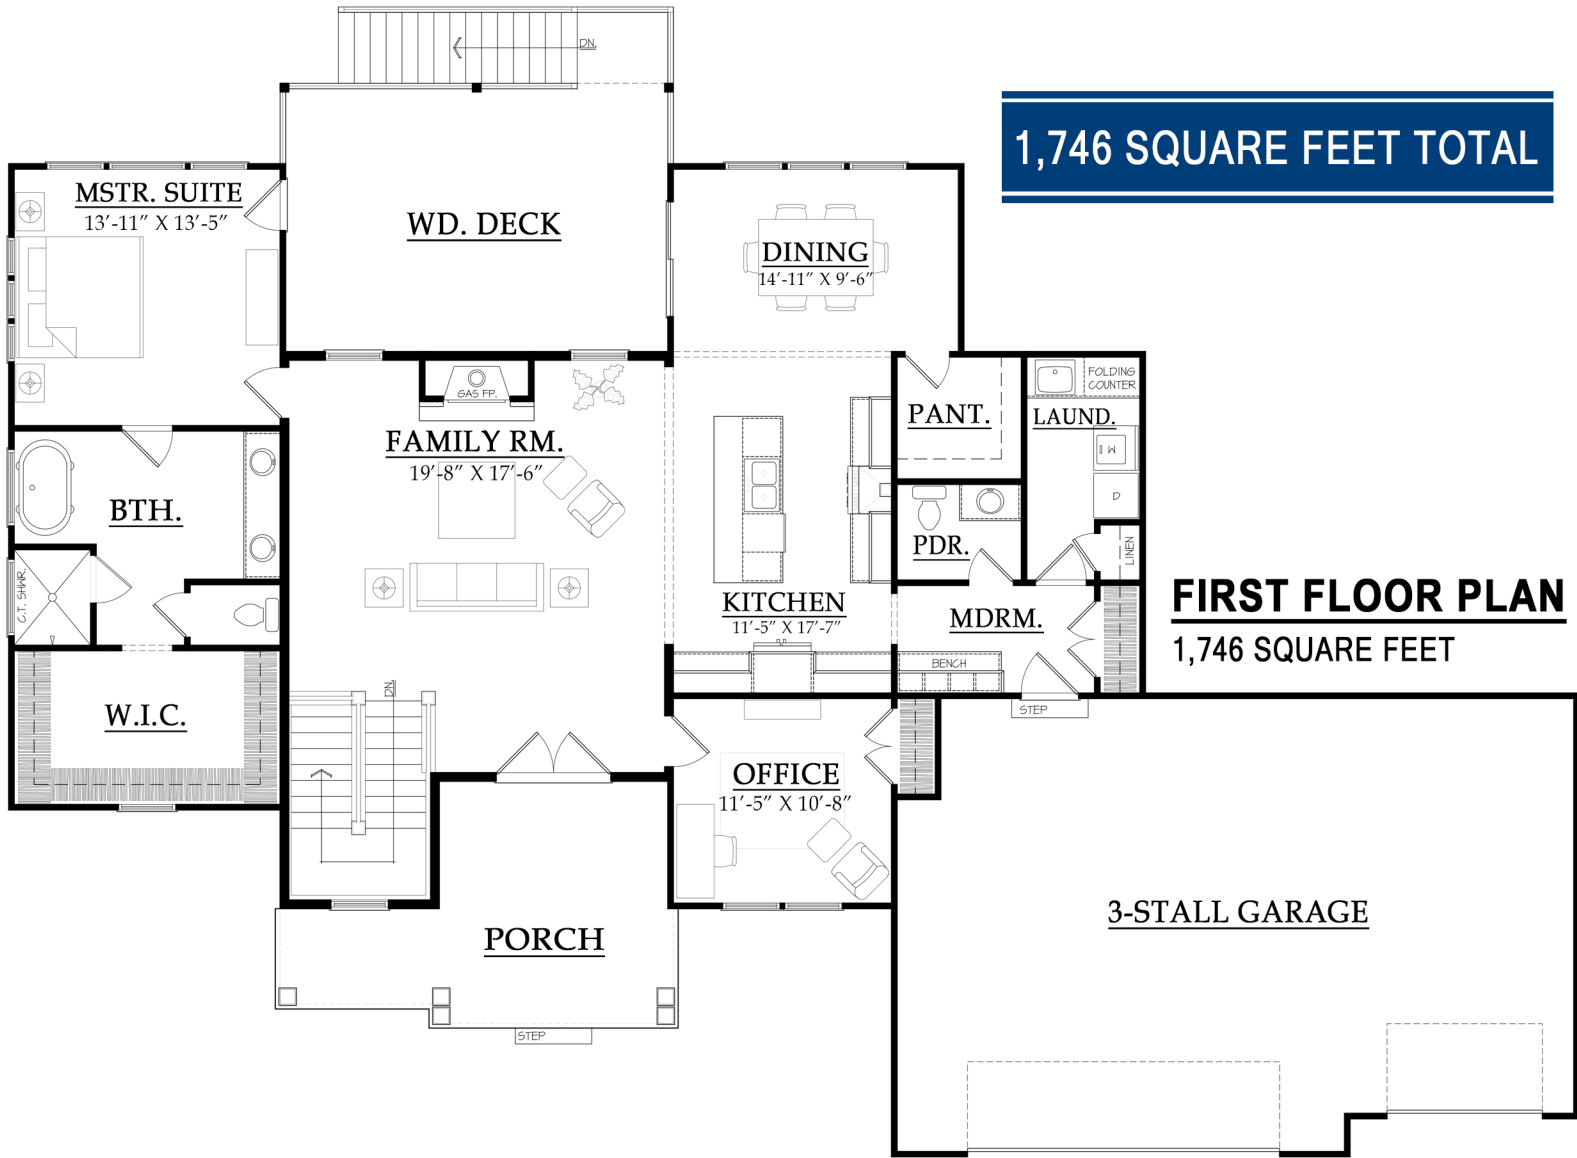 DN.
1,746 SQUARE FEET TOTAL
MSTR. SUITE
13'-11" X 13'-5"
WD. DECK
DINING
14'-11" X 9'-6"
GAS FP.
FOLDING
COUNTER
PANT.
LAUND.
FAMILY RM.
19'-8" X 17'-6"
W
D
BTH.
PDR.
LINEN
C.T. SHWR.
KITCHEN
11'-5" X 17'-7"
MDRM.
FIRST FLOOR PLAN
1,746 SQUARE FEET
BENCH
DN.
W.I.C.
STEP
OFFICE
11'-5" X 10'-8"
3-STALL GARAGE
PORCH
STEP